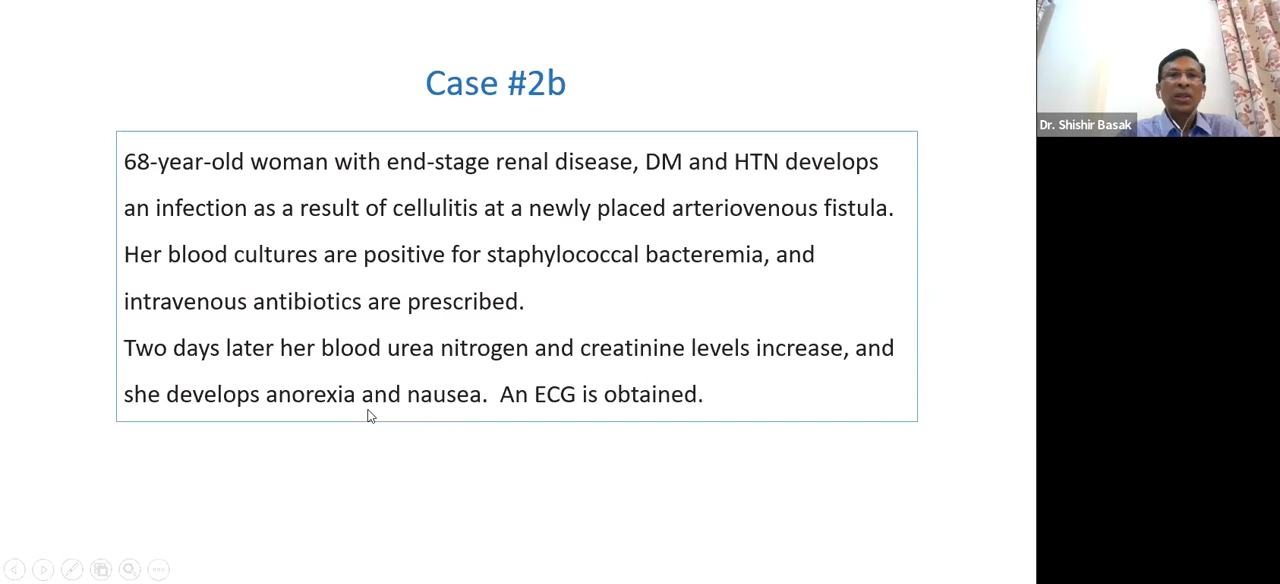 Case #2b
68-year-old woman with end-stage renal disease, DM and HTN develops
an infection as a result of cellulitis at a newly placed arteriovenous fistula.
Her blood cultures are positive for staphylococcal bacteremia, and
intravenous antibiotics are prescribed.
Two days later her blood urea nitrogen and creatinine levels increase, and
she develops anorexia and nausea.  An ECG is obtained.
Dr. Shishir Basak